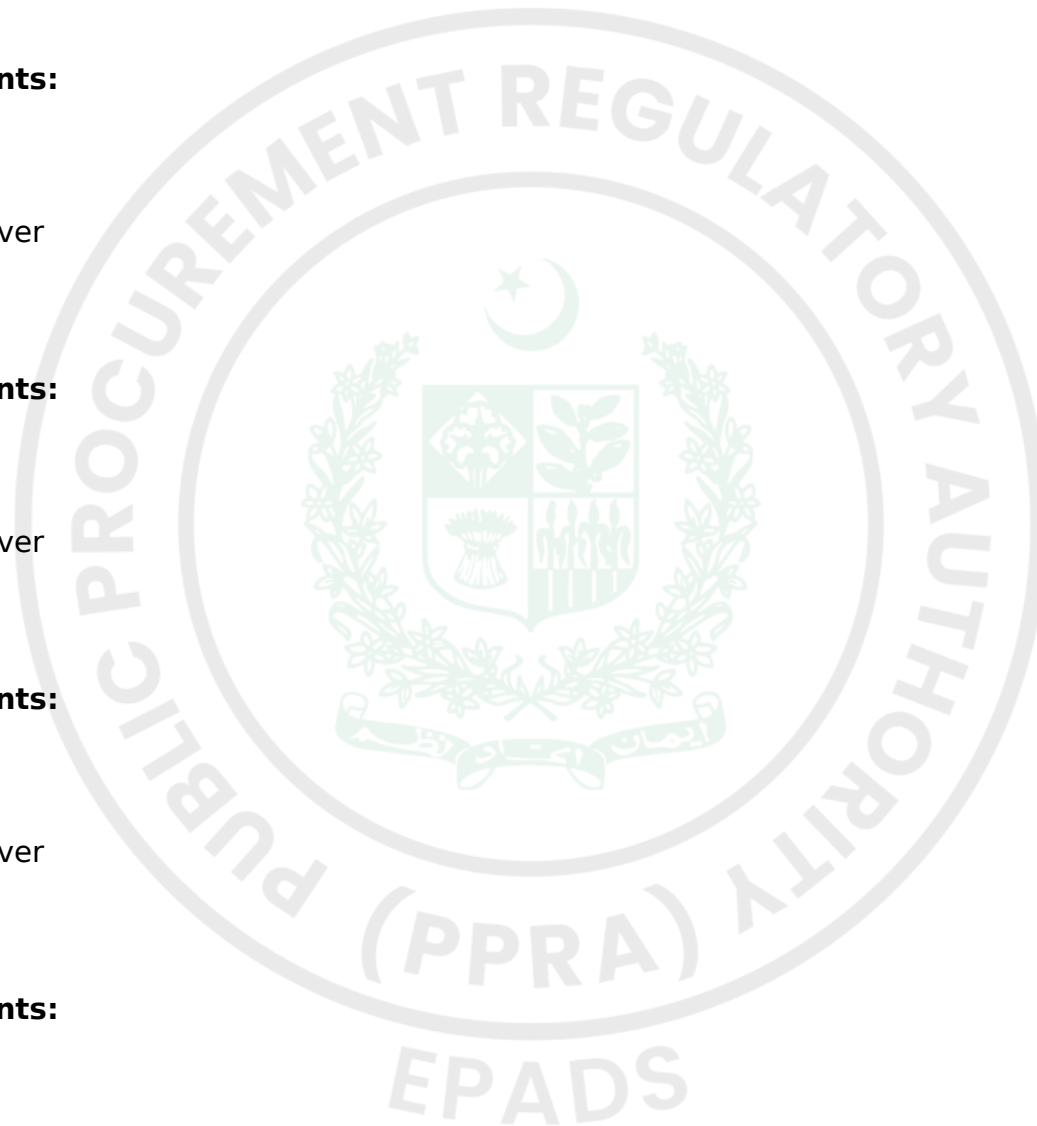 nts:
ver
nts:
ver
nts:
ver
nts:
PUBLIC PROCUREMENT REGULATORY AUTHORITY
(PPRA)
EPADS